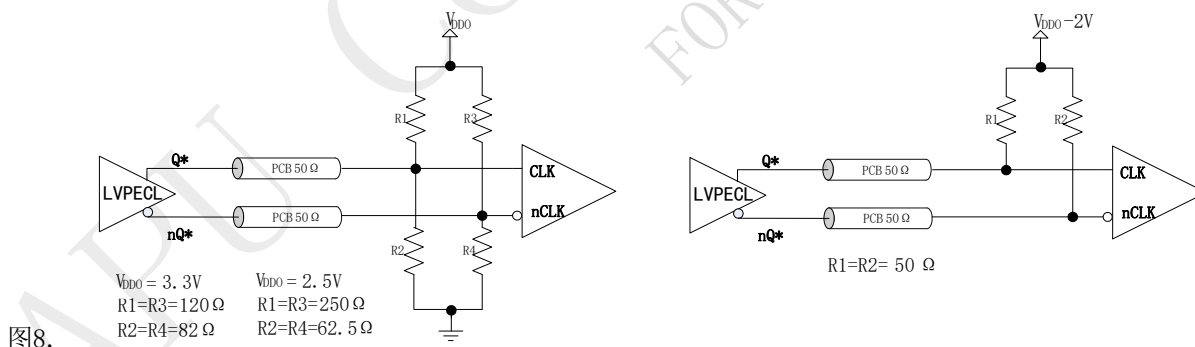 VDDO
R1
R3
LVPECL
Q*
nQ*
PCB 50 Ω
PCB 50 Ω
CLK
nCLK
R2
R4
VDDO = 3.3V
R1=R3=120Ω
R2=R4=82Ω
VDDO = 2.5V
R1=R3=250Ω
R2=R4=62.5Ω
VDDO-2V
R1
R2
LVPECL
Q*
nQ*
PCB 50 Ω
PCB 50 Ω
CLK
nCLK
R1=R2= 50 Ω
图8.
APU
FOR